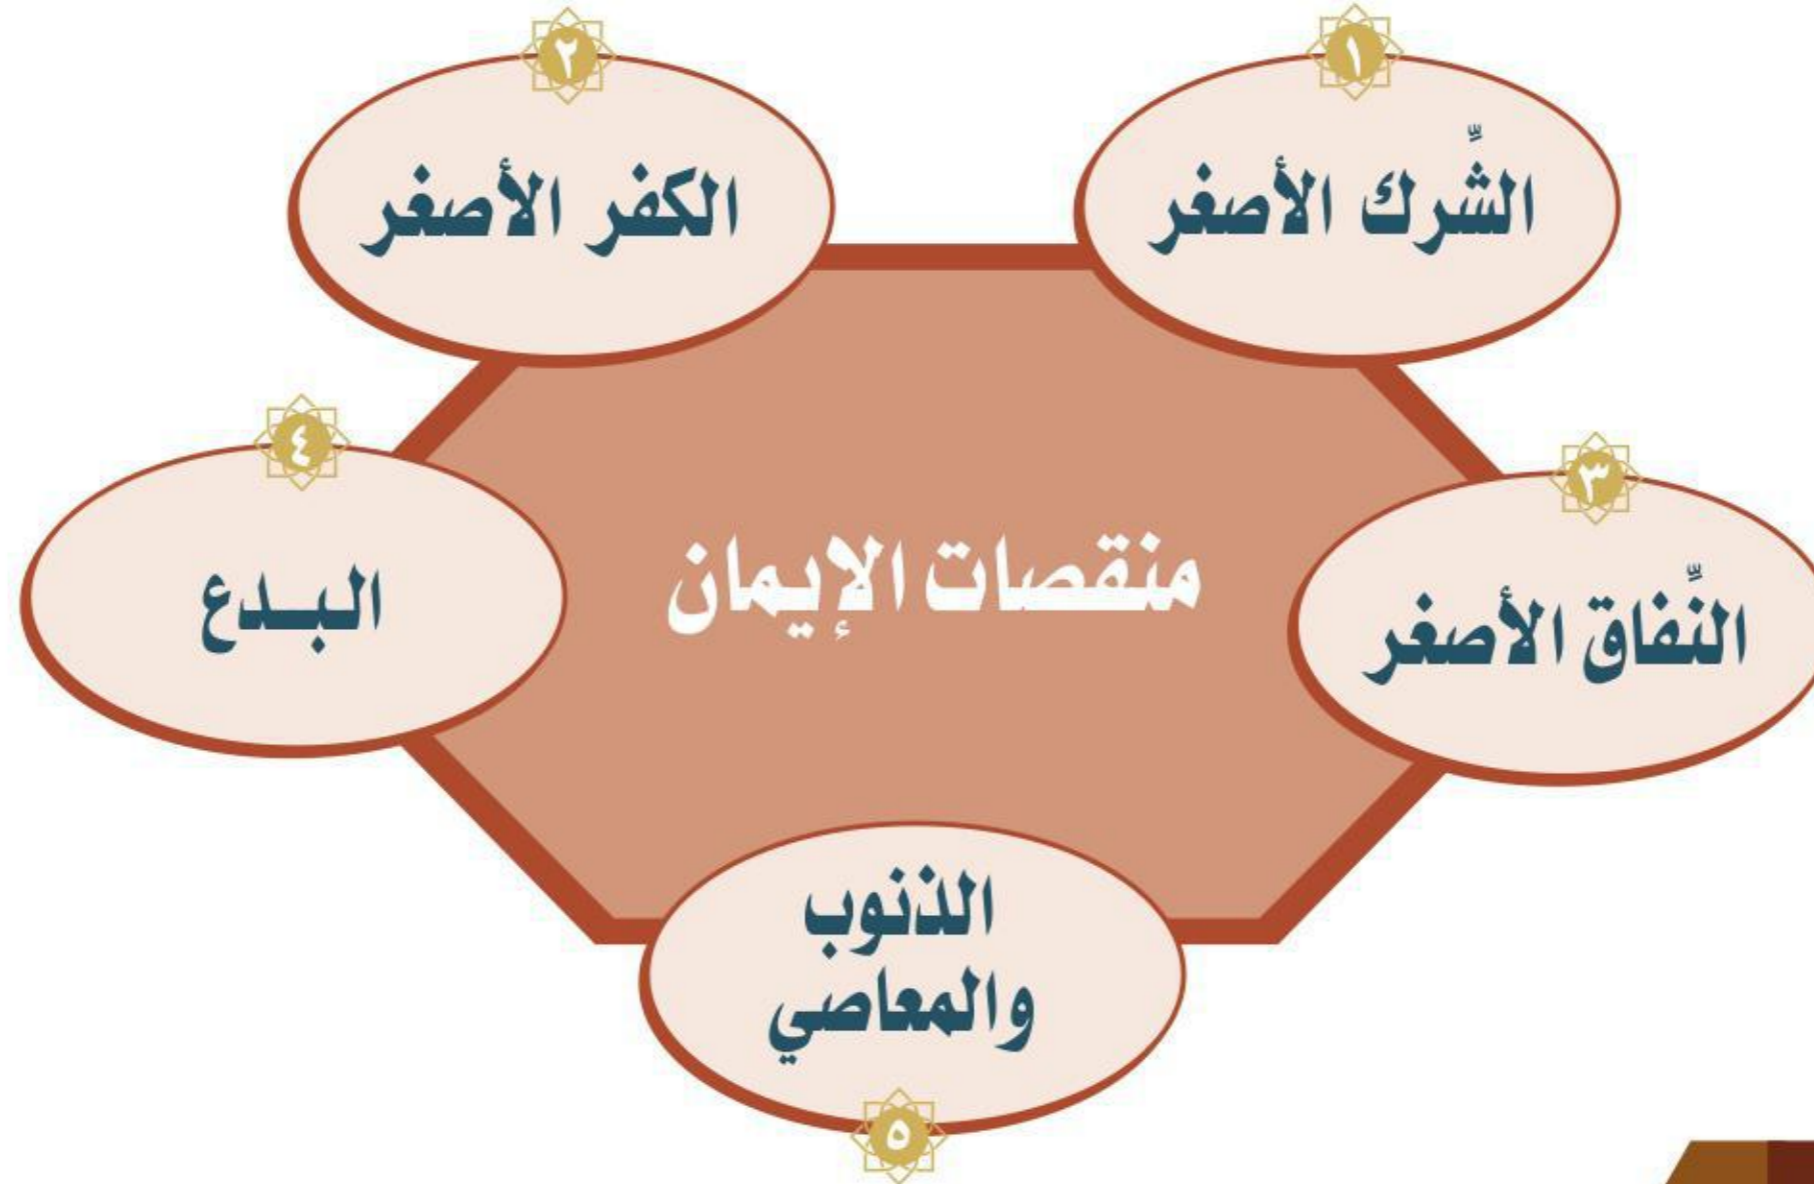 ١
الشِّرك الأصغر
٢
الكفر الأصغر
منقصات الإيمان
٣
النِّفاق الأصغر
٤
البـدع
الذنوب
والمعاصي
٥